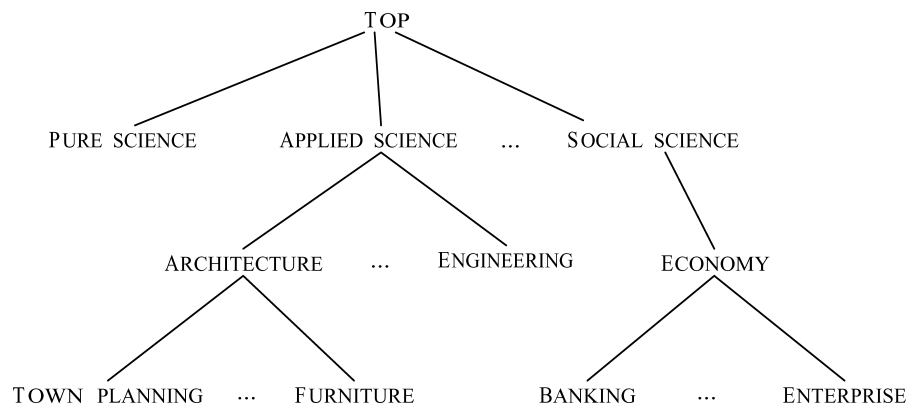 TOP
PURE SCIENCE APPLIED SCIENCE ... SOCIAL SCIENCE
ARCHITECTURE ... ENGINEERING ECONOMY
TOWN PLANNING ... FURNITURE BANKING ... ENTERPRISE